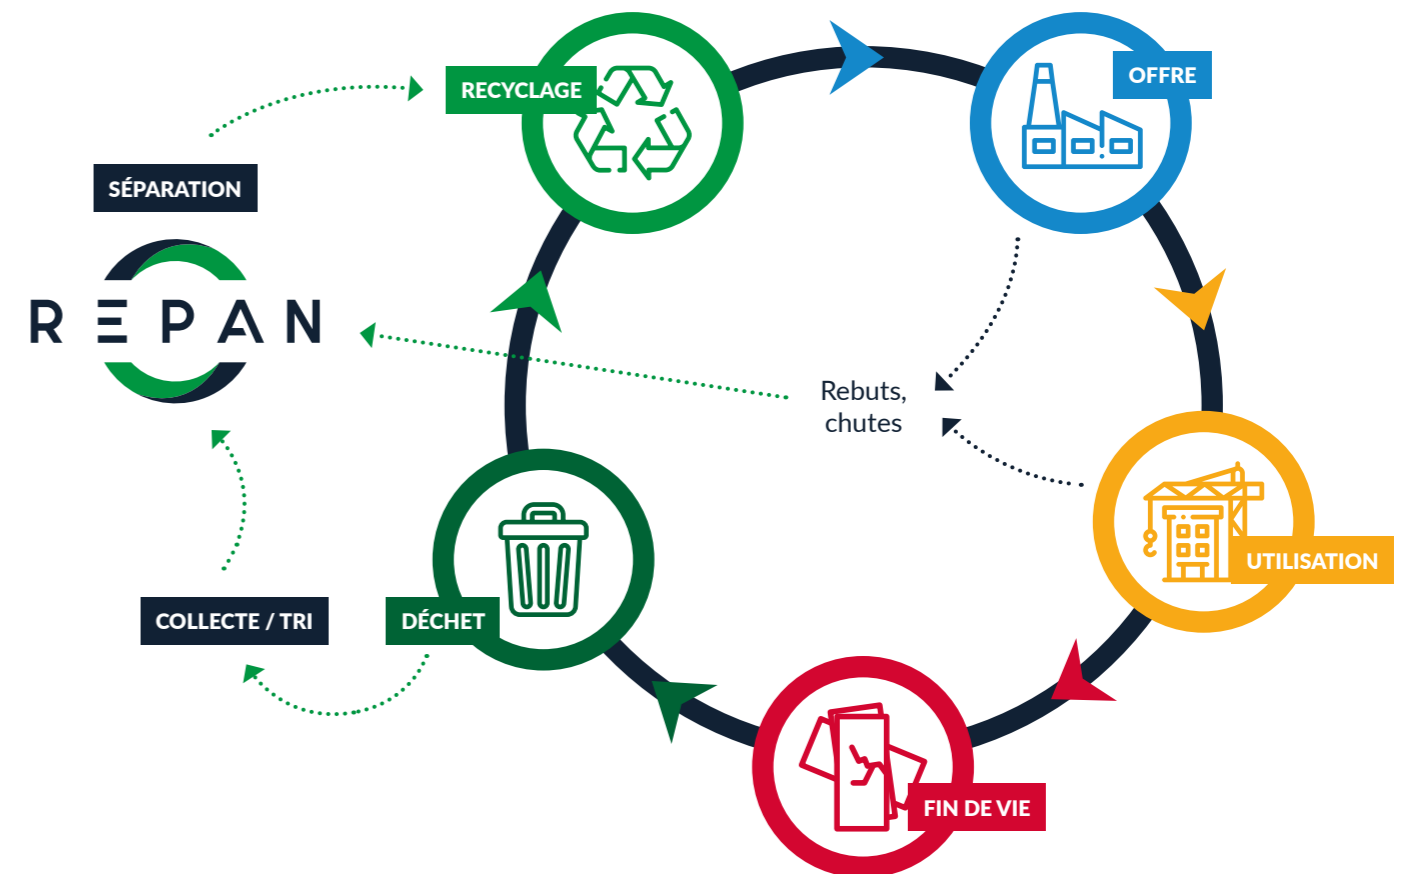 RECYCLAGE
OFFRE
SÉPARATION
REPAN
Rebuts,
chutes
UTILISATION
COLLECTE / TRI
DÉCHET
FIN DE VIE